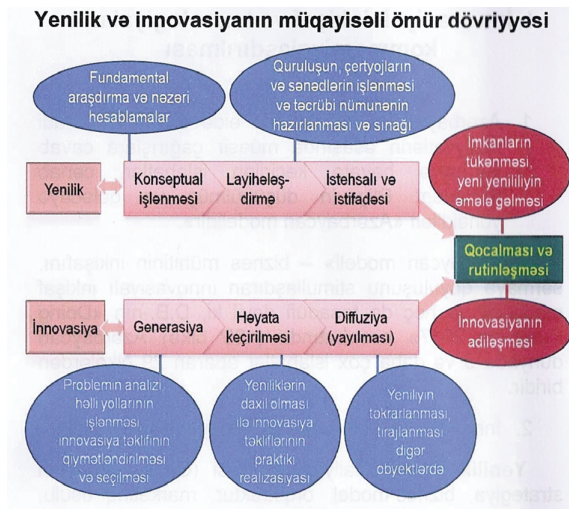 Yenilik və innovasiyanın müqayisəli ömür dövriyyəsi
Fundamental
araşdırma və nəzəri
hesablamalar
Quruluşun, çertyojların
və sənədlərin işlənməsi
və təcrübi nümunənin
hazırlanması və sınağı
İmkanların
tükənməsi,
yeni yenililiyin
əmələ gəlməsi
Yenilik
Konseptual
işlənməsi
Layihələş-
dirmə
İstehsalı və
istifadəsi
Qocalması və
rutinləşməsi
İnnovasiya
Generasiya
Həyata
keçirilməsi
Diffuziya
(yayılması)
İnnovasiyanın
adiləşməsi
Problemin analizi,
həlli yollarının
işlənməsi,
innovasiya təklifinin
qiymətləndirilməsi
və seçilməsi
Yeniliklərin
daxil olması
ilə innovasiya
təkliflərinin
praktiki
realizasiyası
Yeniliyin
təkrarlanması,
tirajlanması
digər
obyektlərdə